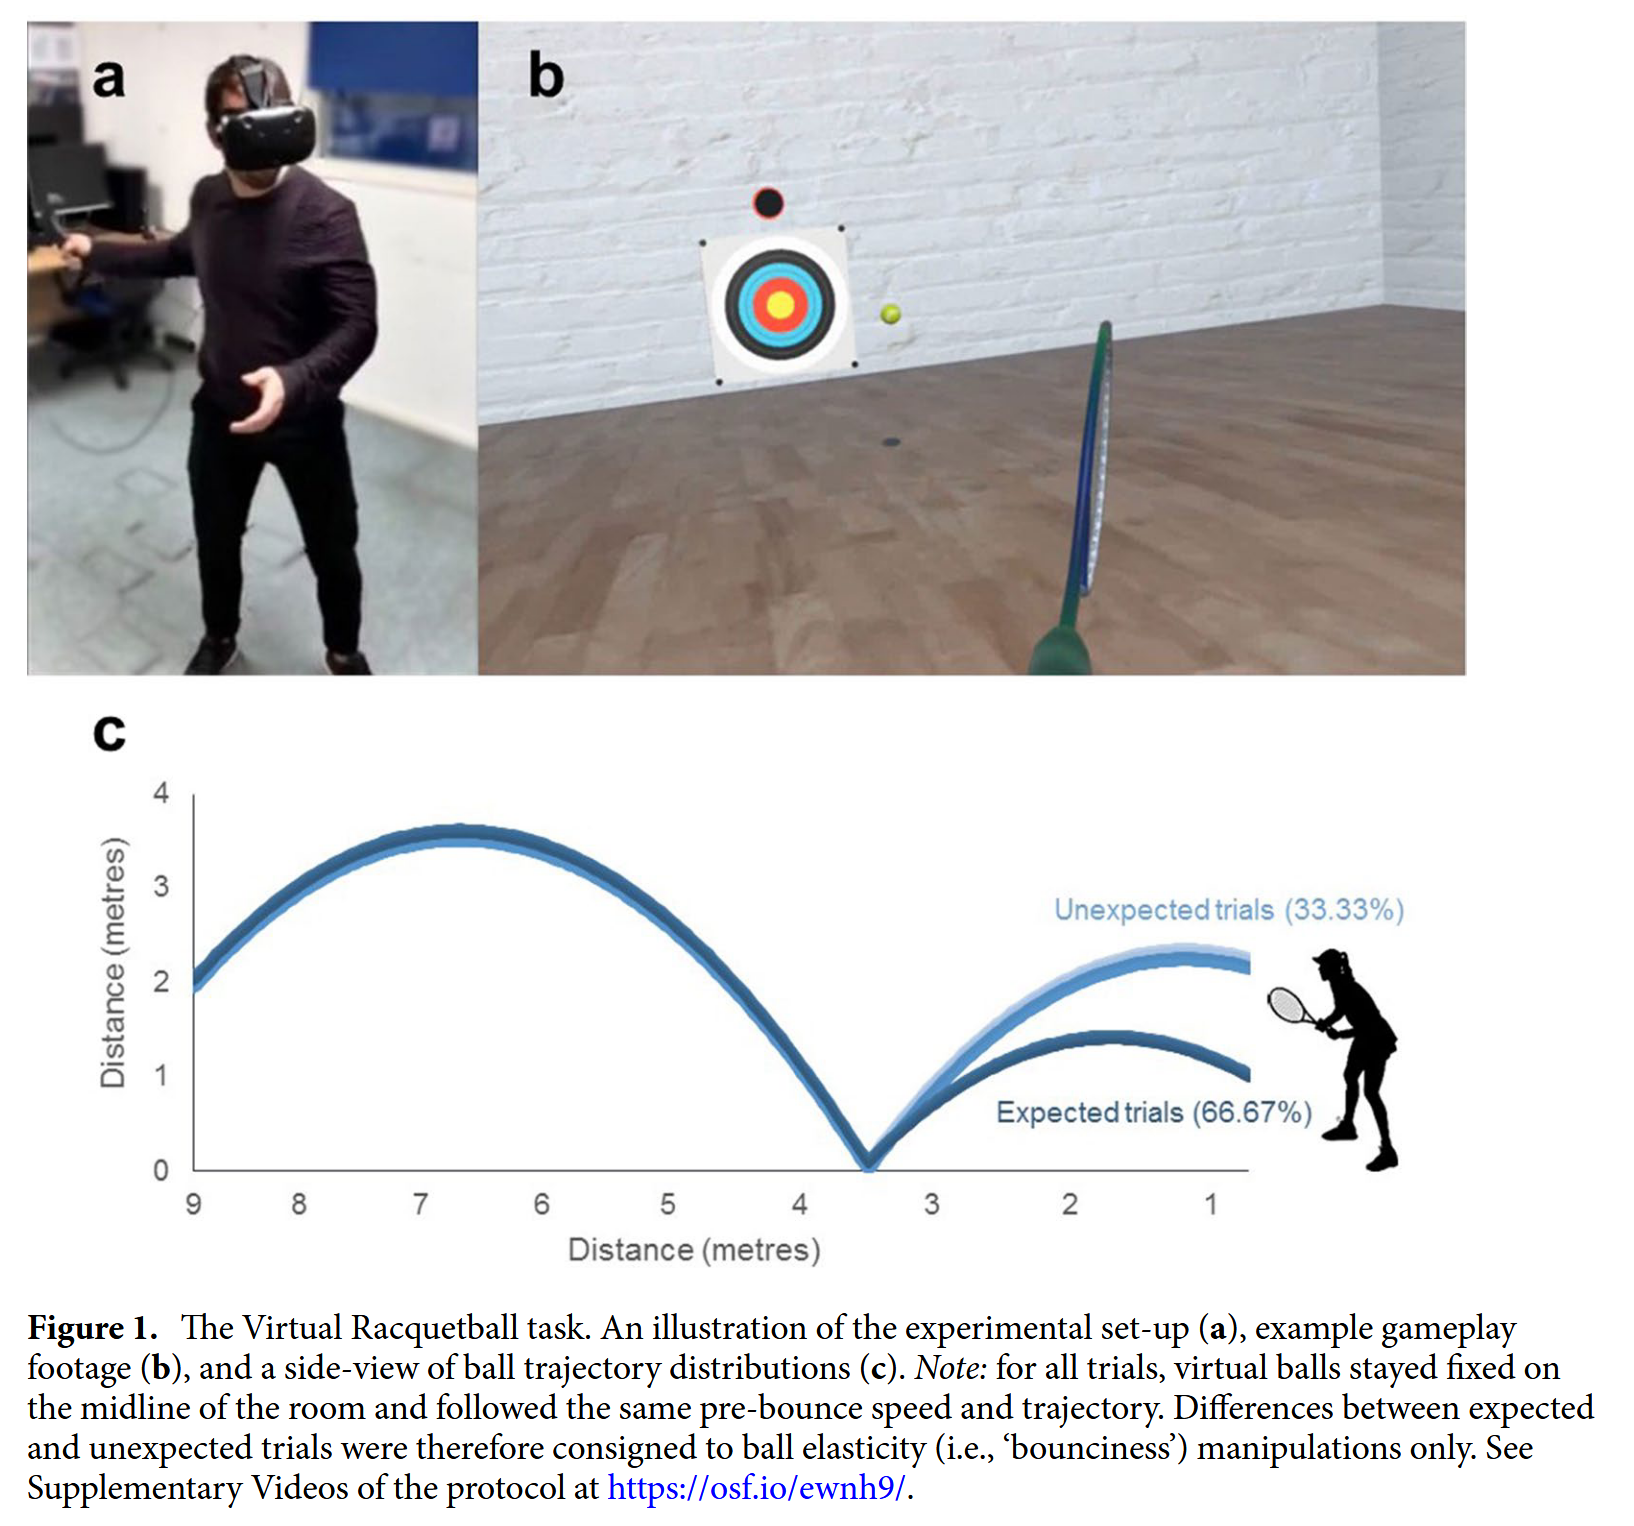 a
b
c
4
3
2
1
0
Distance (metres)
Unexpected trials (33.33%)
Expected trials (66.67%)
9 8 7 6 5 4 3 2 1
Distance (metres)
Figure 1. The Virtual Racquetball task. An illustration of the experimental set-up (a), example gameplay
footage (b), and a side-view of ball trajectory distributions (c). Note: for all trials, virtual balls stayed fixed on
the midline of the room and followed the same pre-bounce speed and trajectory. Differences between expected
and unexpected trials were therefore consigned to ball elasticity (i.e., ‘bounciness’) manipulations only. See
Supplementary Videos of the protocol at https://osf.io/ewnh9/.